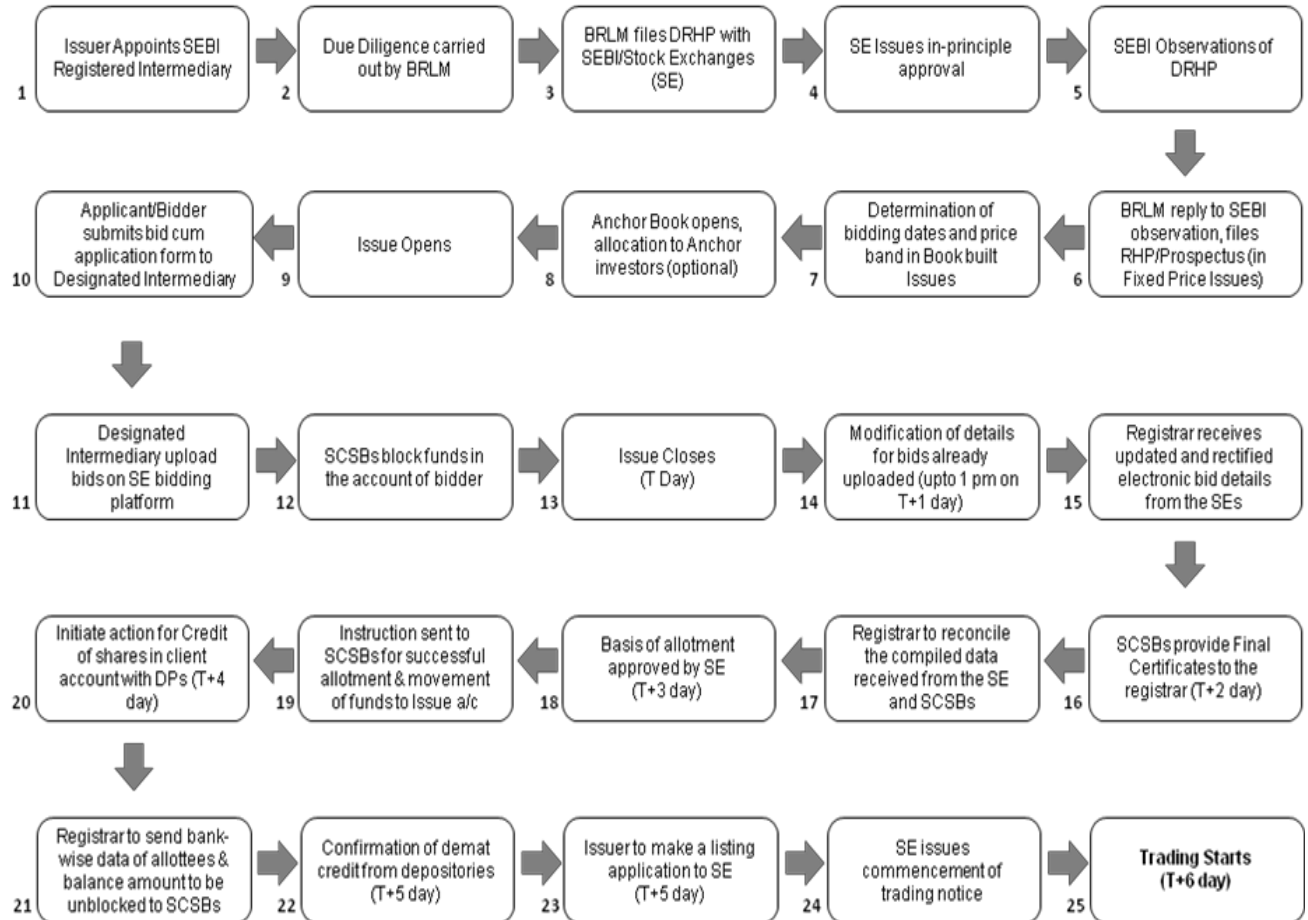 Issuer Appoints SEBI
Registered Intermediary
1
Due Diligence carried
out by BRLM
2
BRLM files DRHP with
SEBI/Stock Exchanges
(SE)
3
SE Issues in-principle
approval
4
SEBI Observations of
DRHP
5
BRLM reply to SEBI
observation, files
RHP/Prospectus (in
Fixed Price Issues)
6
Determination of
bidding dates and price
band in Book built
Issues
7
Anchor Book opens,
allocation to Anchor
investors (optional)
8
Issue Opens
9
Applicant/Bidder
submits bid cum
application form to
Designated Intermediary
10
Designated
Intermediary upload
bids on SE bidding
platform
11
SCSBs block funds in
the account of bidder
12
Issue Closes
(T Day)
13
Modification of details
for bids already
uploaded (upto 1 pm on
T+1 day)
14
Registrar receives
updated and rectified
electronic bid details
from the SEs
15
SCSBs provide Final
Certificates to the
registrar (T+2 day)
16
Registrar to reconcile
the compiled data
received from the SE
and SCSBs
17
Basis of allotment
approved by SE
(T+3 day)
18
Instruction sent to
SCSBs for successful
allotment & movement
of funds to Issue a/c
19
Initiate action for Credit
of shares in client
account with DPs (T+4
day)
20
Registrar to send bank-
wise data of allottees &
balance amount to be
unblocked to SCSBs
21
Confirmation of demat
credit from depositories
(T+5 day)
22
Issuer to make a listing
application to SE
(T+5 day)
23
SE issues
commencement of
trading notice
24
Trading Starts
(T+6 day)
25